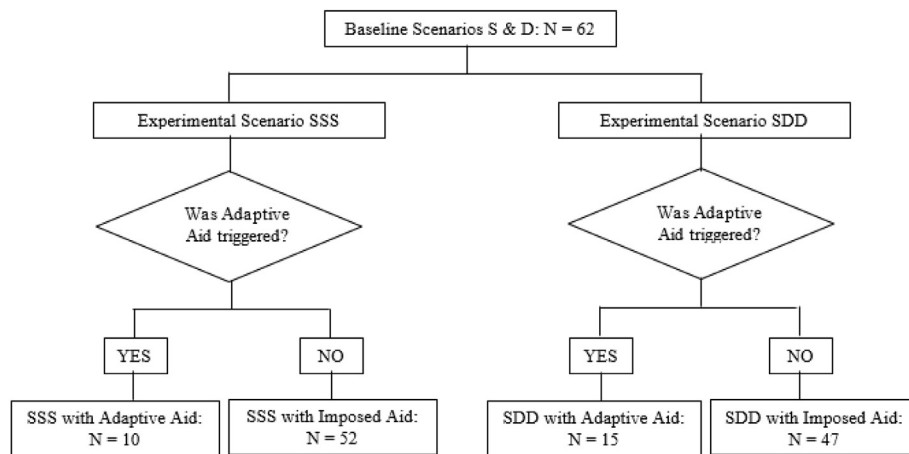 Baseline Scenarios S & D: N = 62
Experimental Scenario SSS
Experimental Scenario SDD
Was Adaptive
Aid triggered?
Was Adaptive
Aid triggered?
YES
NO
YES
NO
SSS with Adaptive Aid:
N = 10
SSS with Imposed Aid:
N = 52
SDD with Adaptive Aid:
N = 15
SDD with Imposed Aid:
N = 47